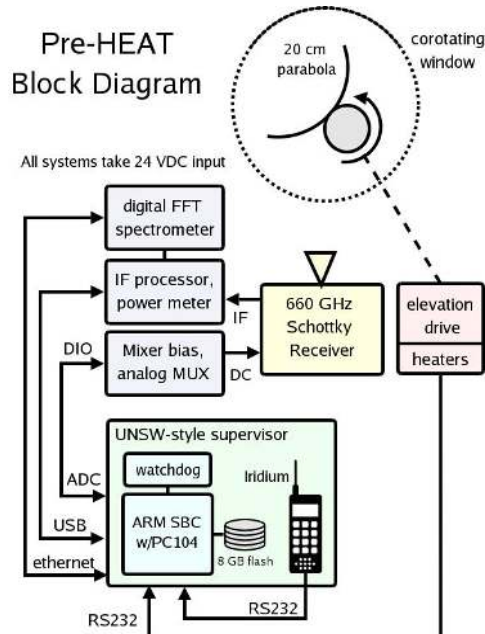 Pre-HEAT
Block Diagram
20 cm
parabola
corotating
window
All systems take 24 VDC input
digital FFT
spectrometer
IF processor,
power meter
IF
660 GHz
Schottky
Receiver
elevation
drive
heaters
DIO
Mixer bias,
analog MUX
DC
UNSW-style supervisor
watchdog
Iridium
ADC
ARM SBC
w/PC104
USB
8 GB flash
ethernet
RS232
RS232